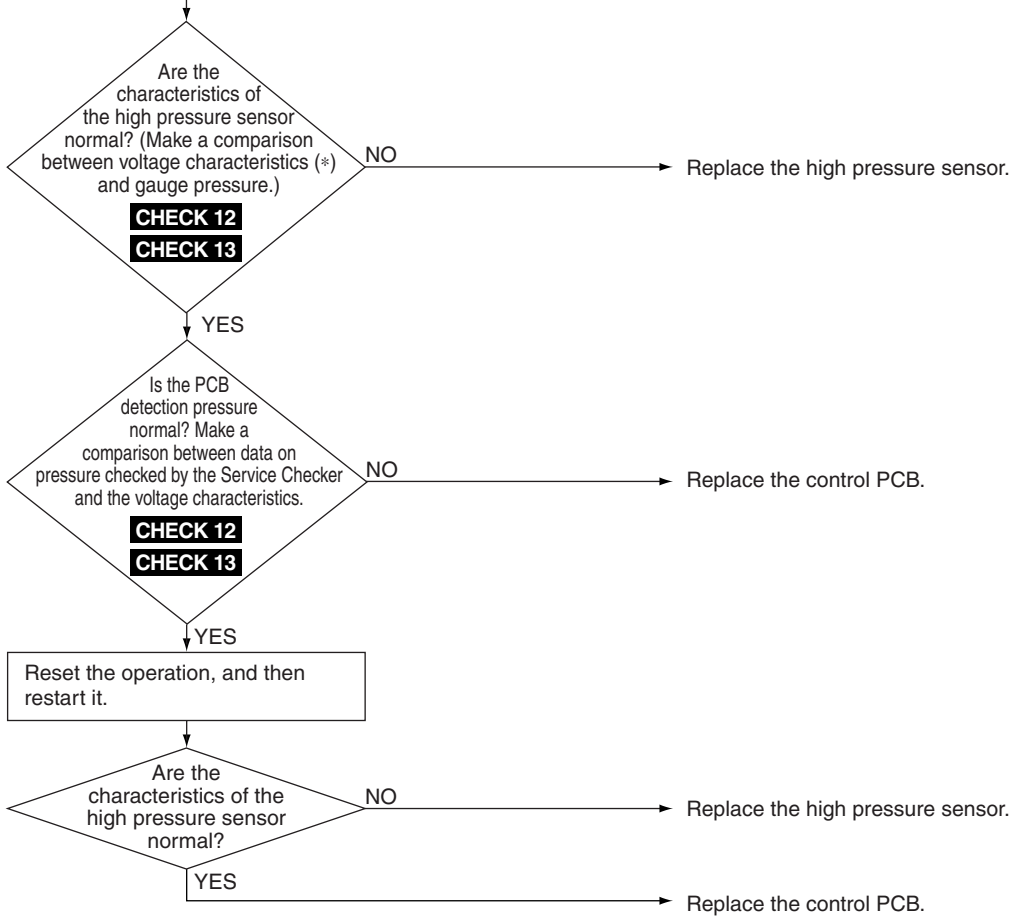 Are the
characteristics of
the high pressure sensor
normal? (Make a comparison
between voltage characteristics (*)
and gauge pressure.)
CHECK 12
CHECK 13
NO
Replace the high pressure sensor.
YES
Is the PCB
detection pressure
normal? Make a
comparison between data on
pressure checked by the Service Checker
and the voltage characteristics.
CHECK 12
CHECK 13
NO
Replace the control PCB.
YES
Reset the operation, and then
restart it.
Are the
characteristics of the
high pressure sensor
normal?
NO
Replace the high pressure sensor.
YES
Replace the control PCB.